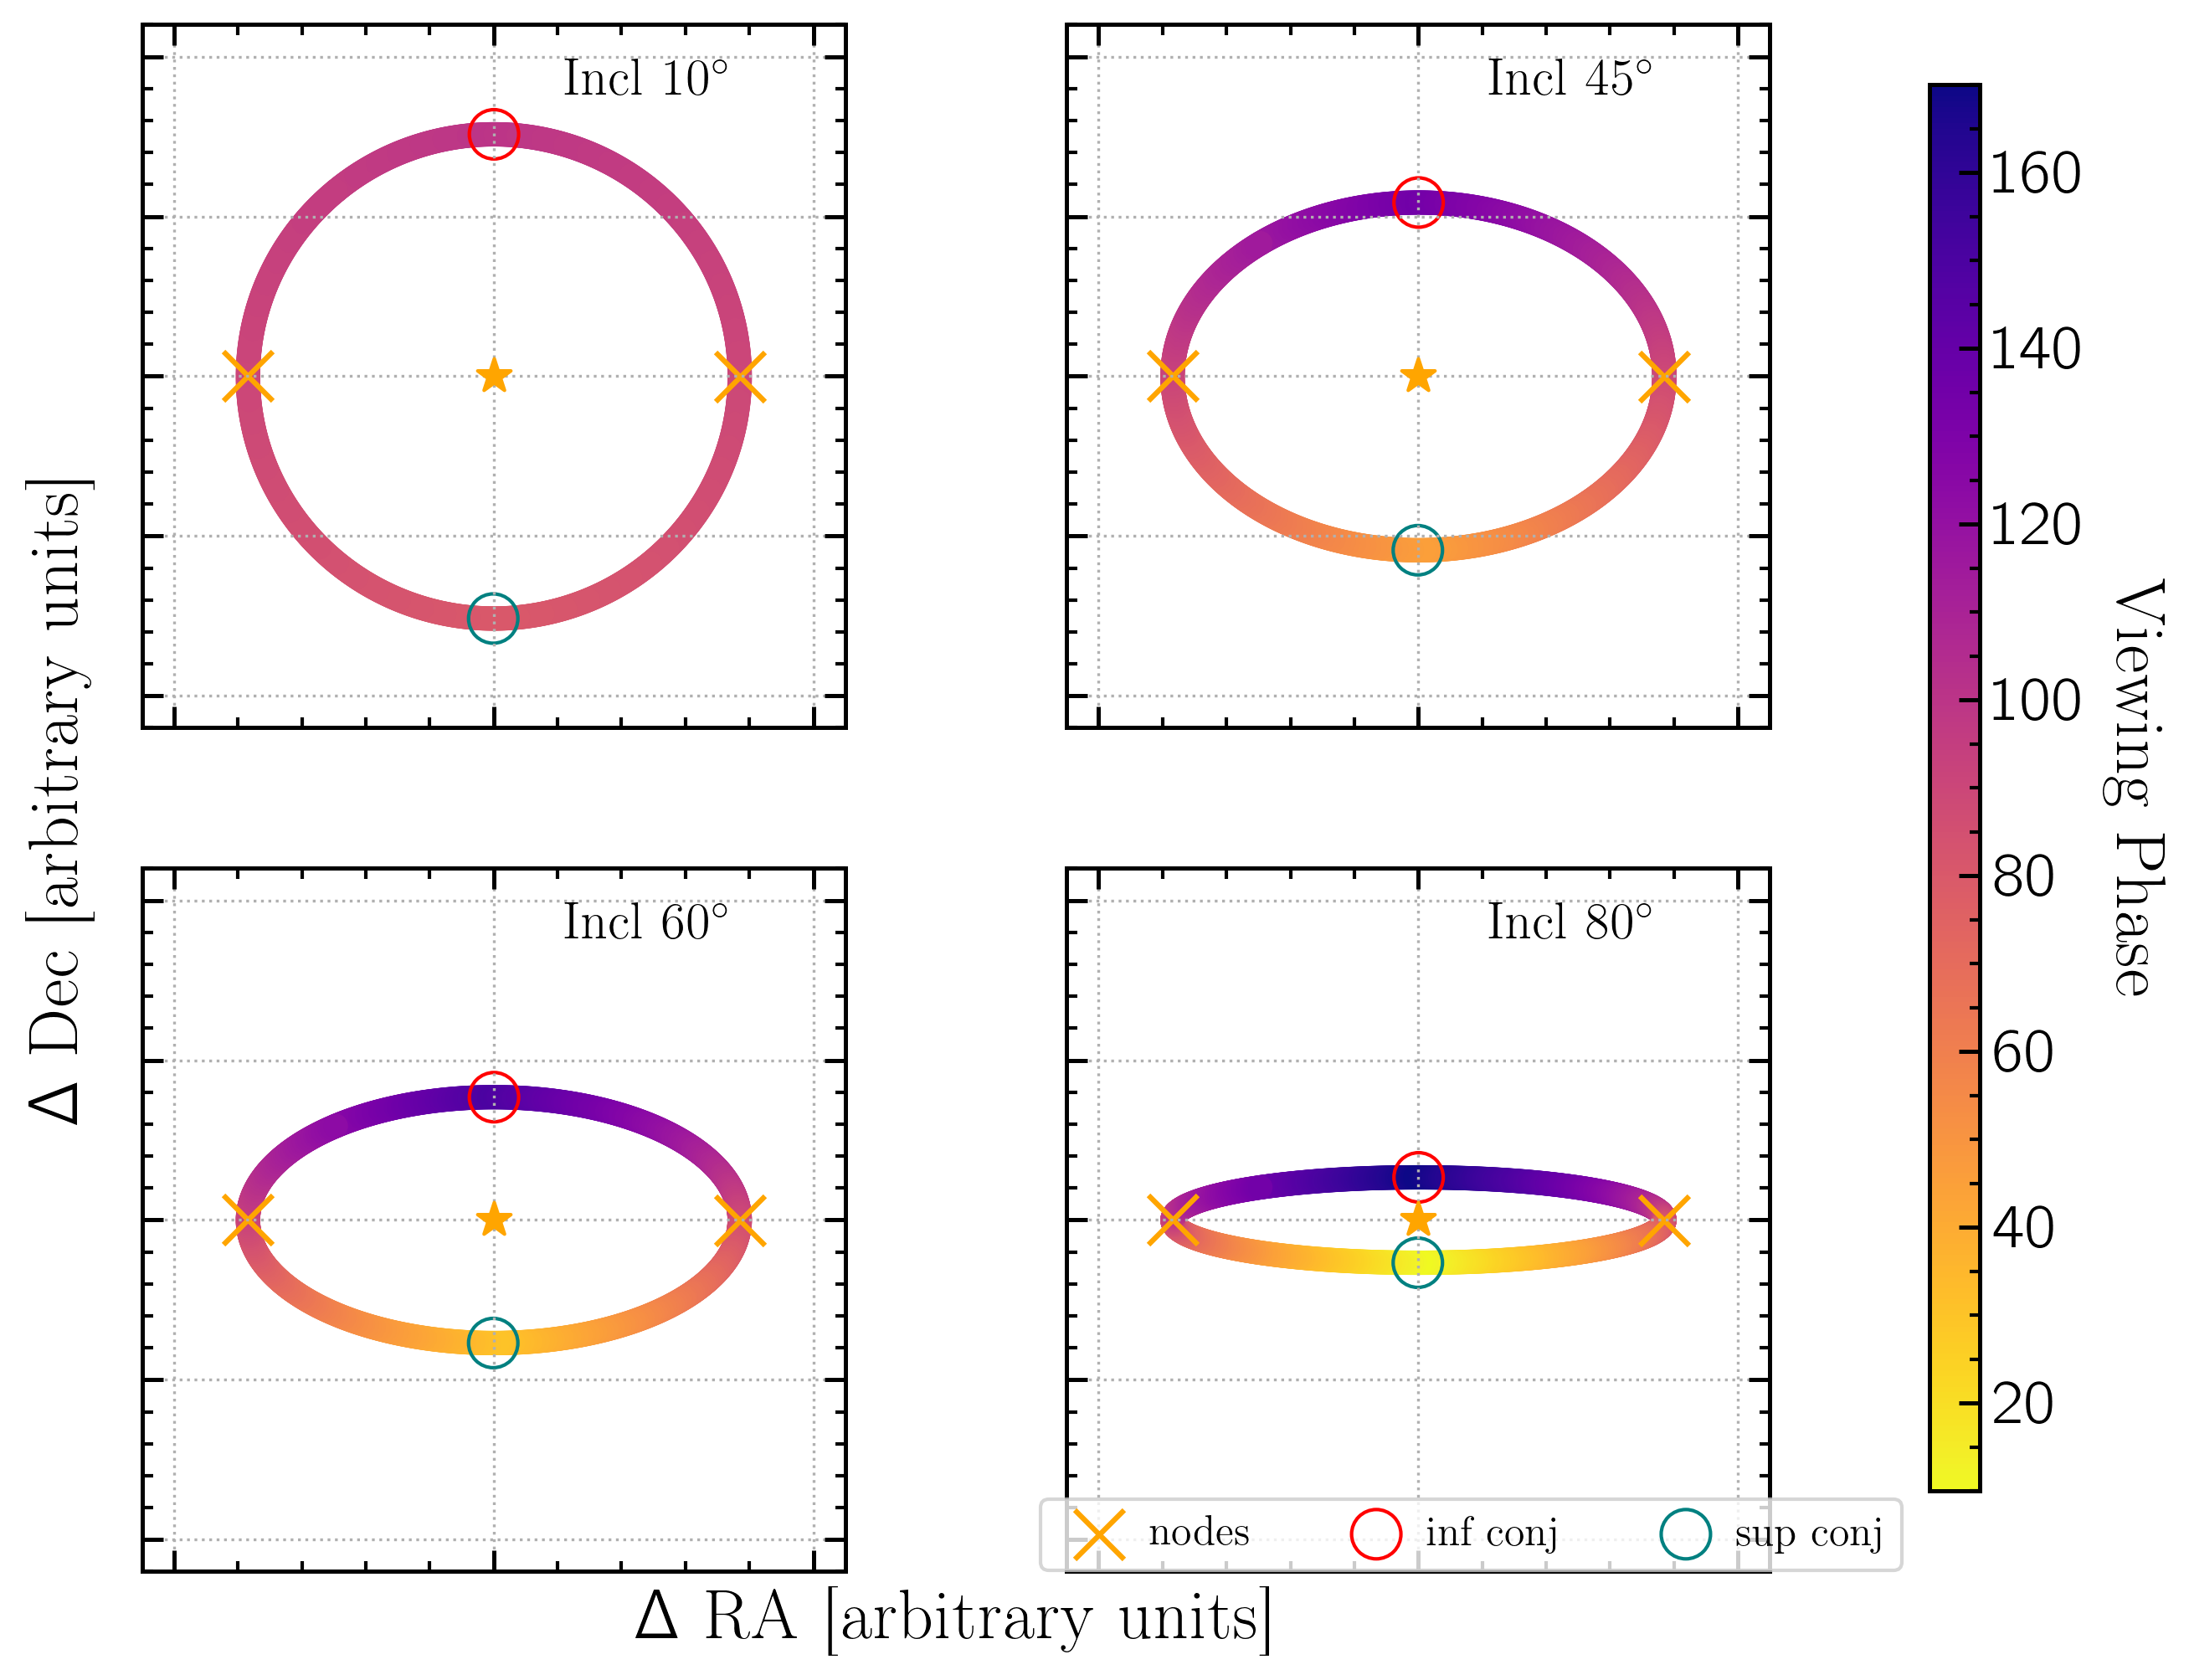 Incl 10°
Incl 45°
Incl 60°
Incl 80°
Δ Dec [arbitrary units]
Δ RA [arbitrary units]
160
140
120
100
80
60
40
20
Viewing Phase
nodes
inf conj
sup conj